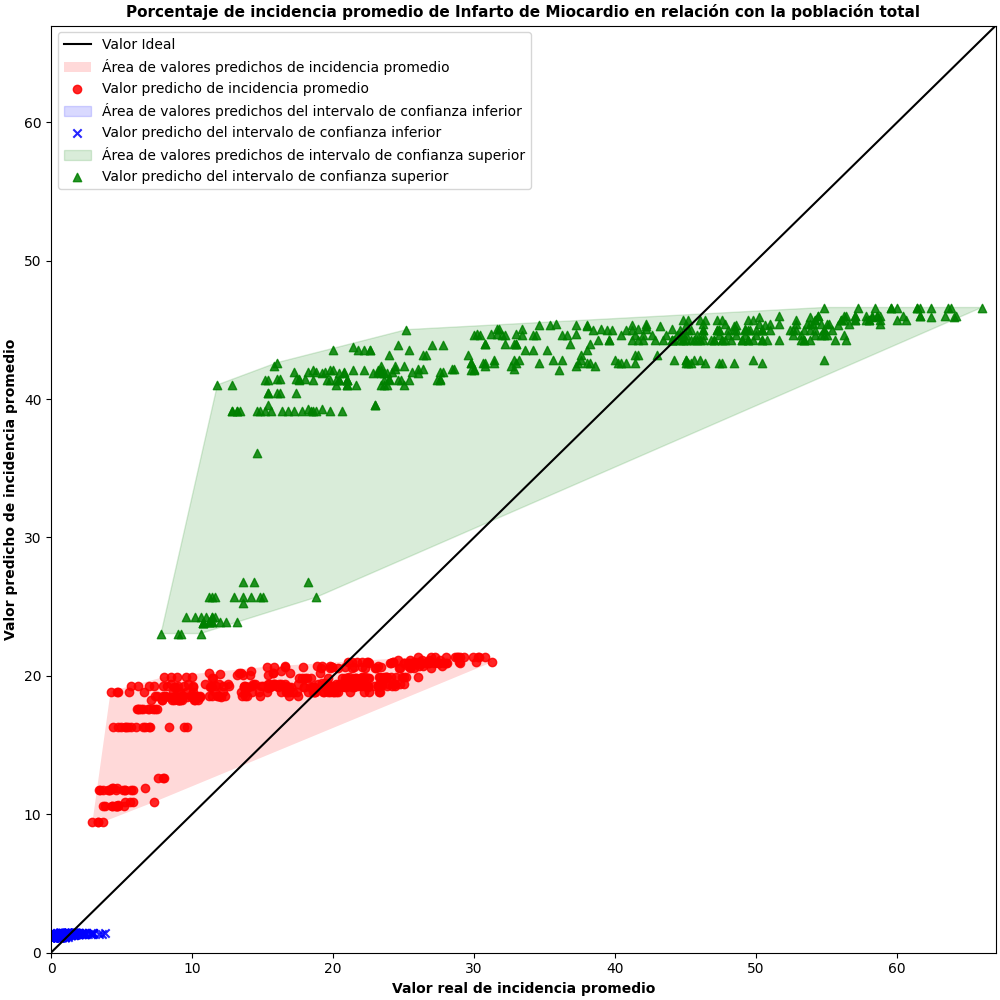 Porcentaje de incidencia promedio de Infarto de Miocardio en relación con la población total
Valor Ideal
Área de valores predichos de incidencia promedio
Valor predicho de incidencia promedio
Área de valores predichos del intervalo de confianza inferior
Valor predicho del intervalo de confianza inferior
Área de valores predichos de intervalo de confianza superior
Valor predicho del intervalo de confianza superior
Valor predicho de incidencia promedio
60
50
40
30
20
10
0
0 10 20 30 40 50 60
Valor real de incidencia promedio